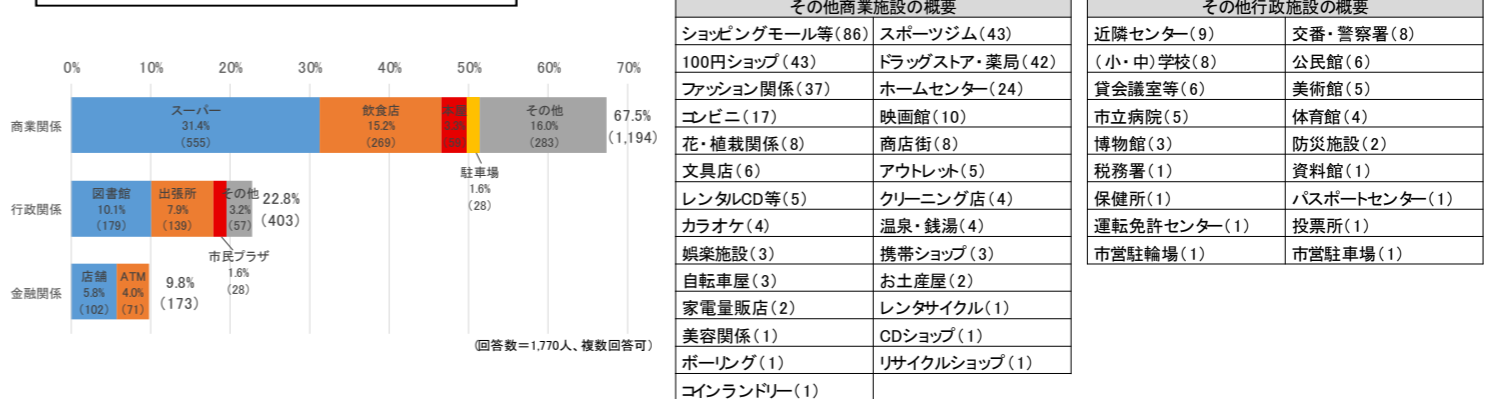 0% 10% 20% 30% 40% 50% 60% 70%
商業関係
スーパー
31.4%
(555)
飲食店
15.2%
(269)
その他
16.0%
(283)
67.5%
(1,194)
駐車場
1.6%
(28)
行政関係
図書館
10.1%
(179)
出張所
7.9%
(139)
その他
3.2%
(57)
22.8%
(403)
市民プラザ
1.6%
(28)
金融関係
店舗
5.8%
(102)
ATM
4.0%
(71)
9.8%
(173)
(回答数=1,770人、複数回答可)
その他商業施設の概要
ショッピングモール等(86) スポーツジム(43)
100円ショップ(43) ドラッグストア・薬局(42)
ファッション関係(37) ホームセンター(24)
コンビニ(17) 映画館(10)
花・植栽関係(8) 商店街(8)
文具店(6) アウトレット(5)
レンタルCD等(5) クリーニング店(4)
カラオケ(4) 温泉・銭湯(4)
娯楽施設(3) 携帯ショップ(3)
自転車屋(3) お土産屋(2)
家電量販店(2) レンタサイクル(1)
美容関係(1) CDショップ(1)
ボーリング(1) リサイクルショップ(1)
コインランドリー(1)
その他行政施設の概要
近隣センター(9) 交番・警察署(8)
(小・中)学校(8) 公民館(6)
貸会議室等(6) 美術館(5)
市立病院(5) 体育館(4)
博物館(3) 防災施設(2)
税務署(1) 資料館(1)
保健所(1) パスポートセンター(1)
運転免許センター(1) 投票所(1)
市営駐輪場(1) 市営駐車場(1)